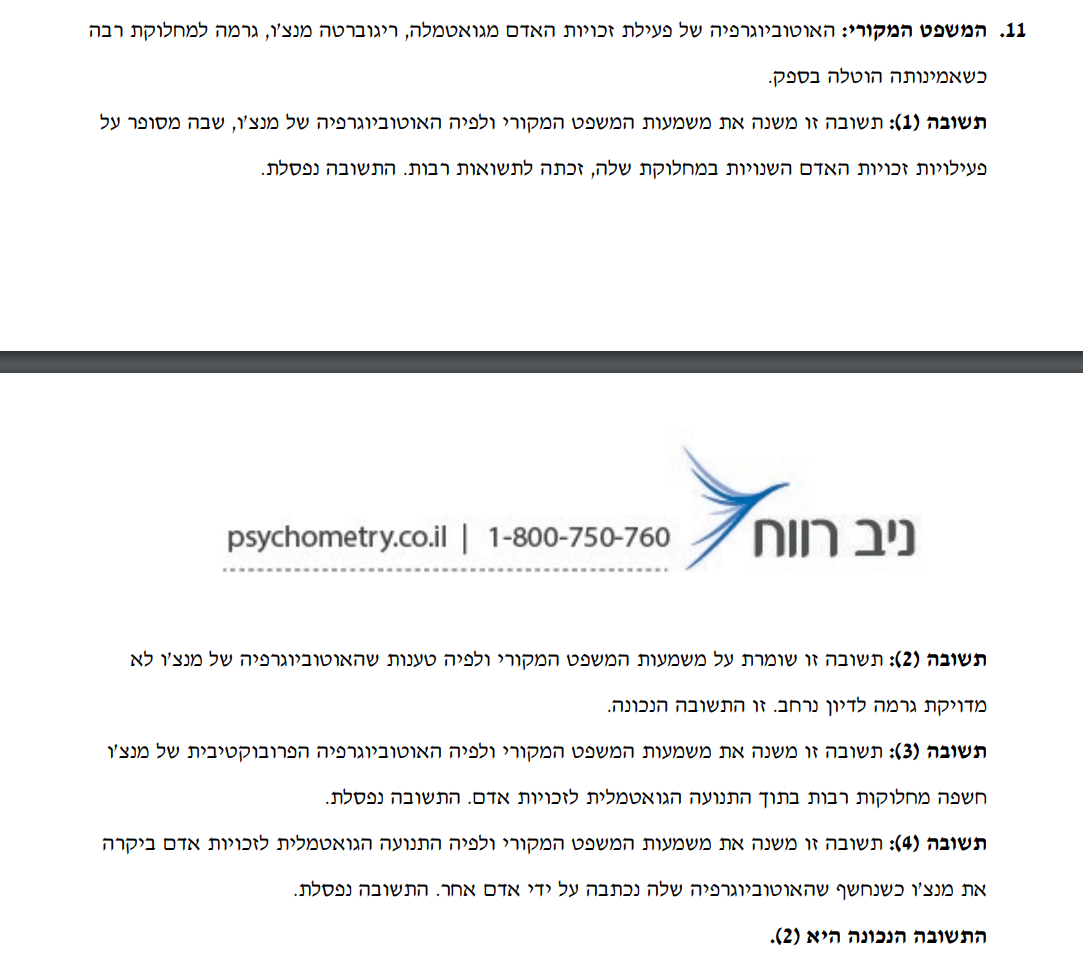 11. המשפט המקורי: האוטוביוגרפיה של פעילת זכויות האדם מגואטמלה, ריגוברטה מנצ'ו, גרמה למחלוקת רבה
כשאמינותה הוטלה בספק.
תשובה (1): תשובה זו משנה את משמעות המשפט המקורי ולפיה האוטוביוגרפיה של מנצ'ו, שבה מסופר על
פעילויות זכויות האדם השנויות במחלוקת שלה, זכתה לתשואות רבות. התשובה נפסלת.
ניב רווח
psychometry.co.il | 1-800-750-760
תשובה (2): תשובה זו שומרת על משמעות המשפט המקורי ולפיה טענות שהאוטוביוגרפיה של מנצ'ו לא
מדויקת גרמה לדיון נרחב. זו התשובה הנכונה.
תשובה (3): תשובה זו משנה את משמעות המשפט המקורי ולפיה האוטוביוגרפיה הפרובוקטיבית של מנצ'ו
חשפה מחלוקות רבות בתוך התנועה הגואטמלית לזכויות אדם. התשובה נפסלת.
תשובה (4): תשובה זו משנה את משמעות המשפט המקורי ולפיה התנועה הגואטמלית לזכויות אדם ביקרה
את מנצ'ו כשנחשף שהאוטוביוגרפיה שלה נכתבה על ידי אדם אחר. התשובה נפסלת.
התשובה הנכונה היא (2).